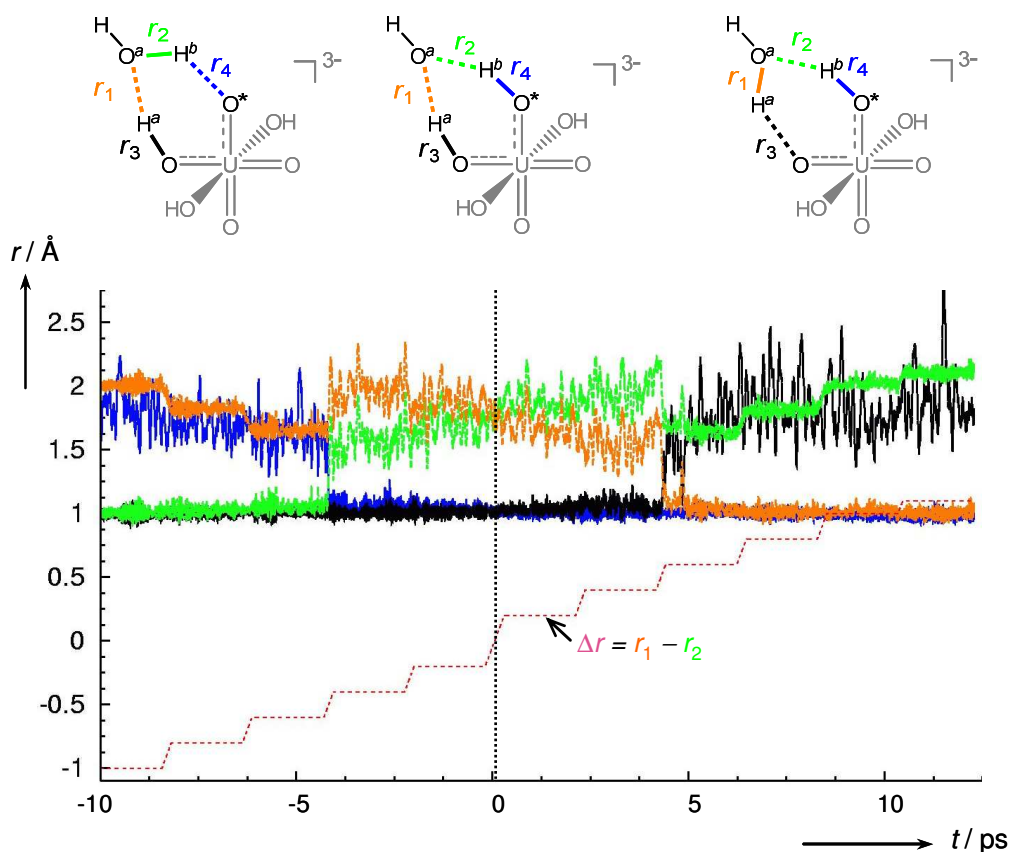 H
O^a r2 H^b
r4
3–
r1
O*
H^a
OH
r3
O U O
HO
O
H
O^a r2
H^b r4
3–
r1
O*
H^a
OH
r3
O U O
HO
O
H
O^a r2
H^b r4
3–
r1
O*
H^a
OH
r3
O U O
HO
O
r / Å
2.5
2
1.5
1
0.5
0
-0.5
-1
Δr = r1 − r2
-10 -5 0 5 10
t / ps